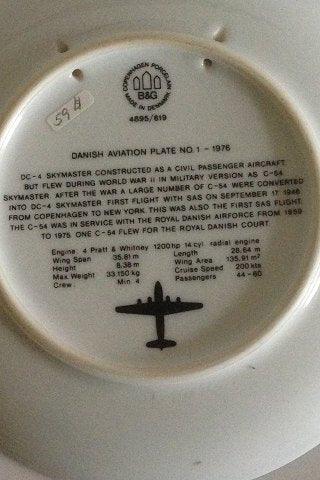 COPENHAGEN PORCELAIN
B&G
MADE IN DENMARK
4895/619
59
DANISH AVIATION PLATE NO. 1 - 1976
DC-4 SKYMASTER CONSTRUCTED AS A CIVIL PASSENGER AIRCRAFT.
BUT FLEW DURING WORLD WAR II IN MILITARY VERSION AS C-54
SKYMASTER. AFTER THE WAR A LARGE NUMBER OF C-54 WERE CONVERTED
INTO DC-4 SKYMASTER. FIRST FLIGHT WITH SAS ON SEPTEMBER 17 1946
FROM COPENHAGEN TO NEW YORK. THIS WAS ALSO THE FIRST SAS FLIGHT.
THE C-54 WAS IN SERVICE WITH THE ROYAL DANISH AIRFORCE FROM 1959
TO 1975. ONE C-54 FLEW FOR THE ROYAL DANISH COURT.
Engine. 4 Pratt & Whitney 1200hp 14 cyl. radial engine
Wing Span 35.81 m Length 28.64 m
Height 8.38 m Wing Area 135.91 m²
Max Weight 33.150 kg Cruise Speed 200 kts
Crew Min. 4 Passengers 44-60